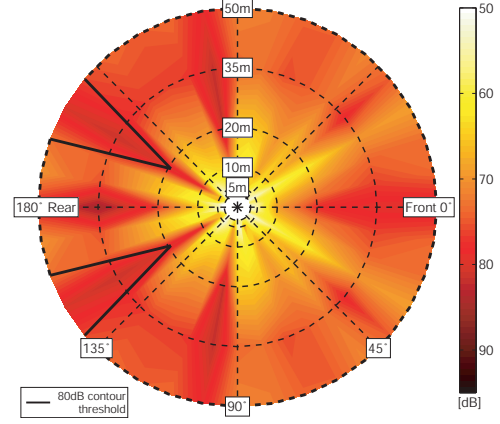 50m
50
35m
60
20m
10m
70
5m
180° Rear
Front 0°
80
135°
45°
90
80dB contour
threshold
90°
[dB]